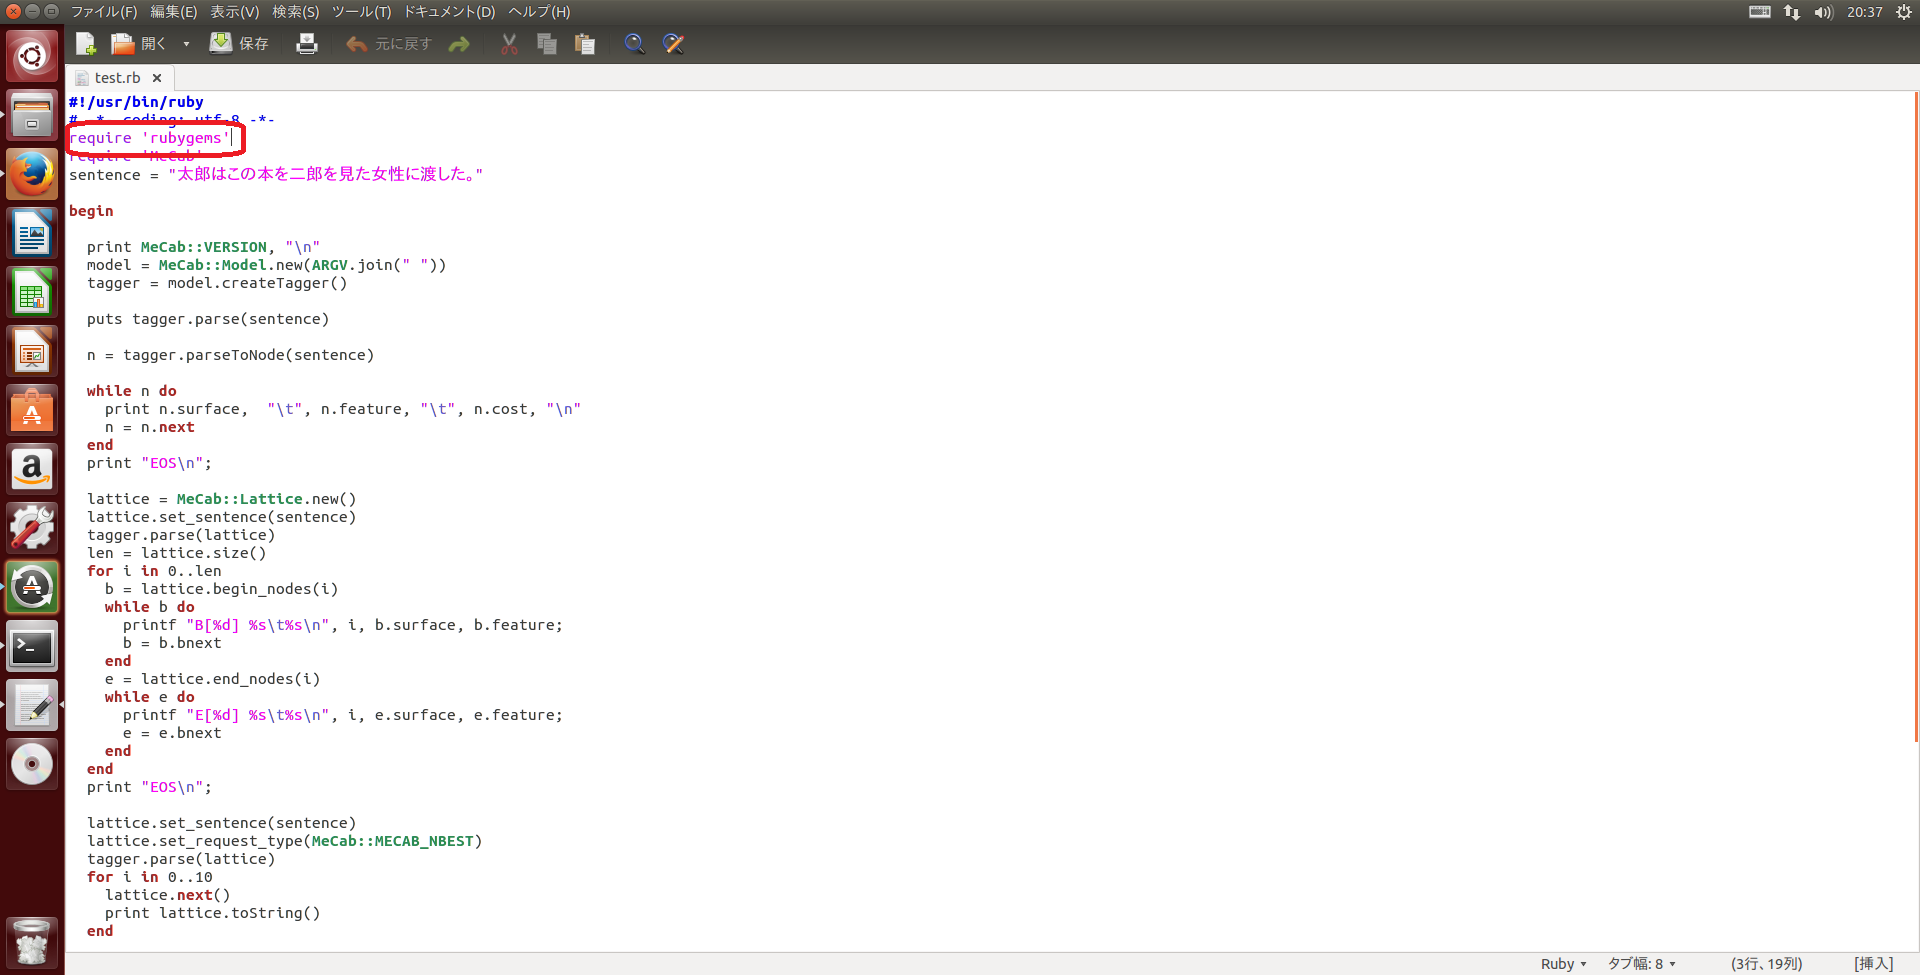 ファイル(F) 編集(E) 表示(V) 検索(S) ツール(T) ドキュメント(D) ヘルプ(H) 20:37
開く 保存 元に戻す
test.rb
#!/usr/bin/ruby
# -*- coding: utf-8 -*-
require 'rubygems'
require 'MeCab'
sentence = "太郎はこの本を二郎を見た女性に渡した。"
begin
print MeCab::VERSION, "\n"
model = MeCab::Model.new(ARGV.join(" "))
tagger = model.createTagger()
puts tagger.parse(sentence)
n = tagger.parseToNode(sentence)
while n do
print n.surface,  "\t", n.feature, "\t", n.cost, "\n"
n = n.next
end
print "EOS\n";
lattice = MeCab::Lattice.new()
lattice.set_sentence(sentence)
tagger.parse(lattice)
len = lattice.size()
for i in 0..len
b = lattice.begin_nodes(i)
while b do
printf "B[%d] %s\t%s\n", i, b.surface, b.feature;
b = b.bnext
end
e = lattice.end_nodes(i)
while e do
printf "E[%d] %s\t%s\n", i, e.surface, e.feature;
e = e.bnext
end
end
print "EOS\n";
lattice.set_sentence(sentence)
lattice.set_request_type(MeCab::MECAB_NBEST)
tagger.parse(lattice)
for i in 0..10
lattice.next()
print lattice.toString()
end
Ruby タブ幅: 8 (3行、19列) [挿入]